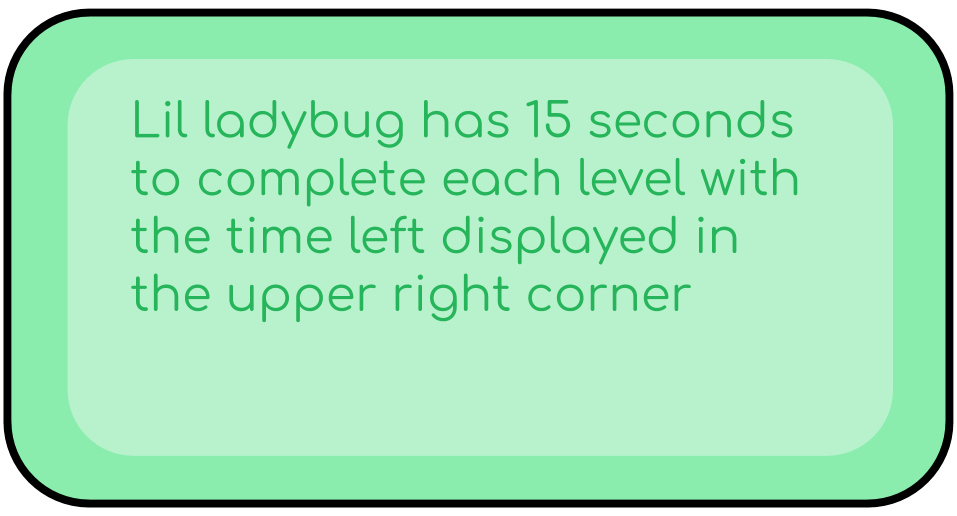 Lil ladybug has 15 seconds
to complete each level with
the time left displayed in
the upper right corner